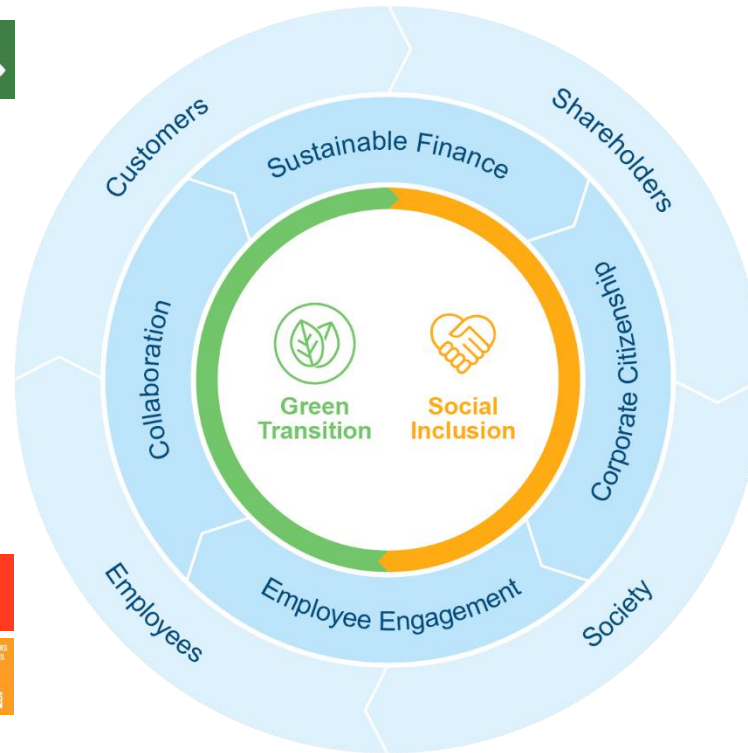 Customers
Shareholders
Sustainable Finance
Collaboration
Corporate Citizenship
Green
Transition
Social
Inclusion
Employee Engagement
Employees
Society